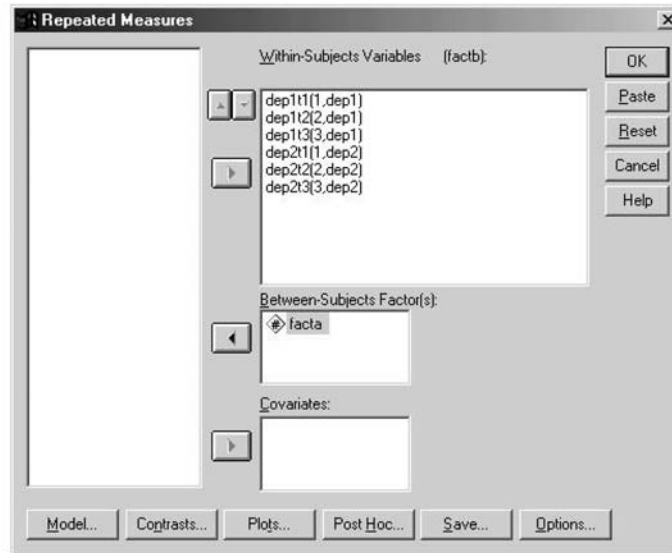 Repeated Measures
Within-Subjects Variables (factb):
dep1t1(1,dep1)
dep1t2(2,dep1)
dep1t3(3,dep1)
dep2t1(1,dep2)
dep2t2(2,dep2)
dep2t3(3,dep2)
OK
Paste
Reset
Cancel
Help
Between-Subjects Factor(s):
# facta
Covariates:
Model...
Contrasts...
Plots...
Post Hoc...
Save...
Options...